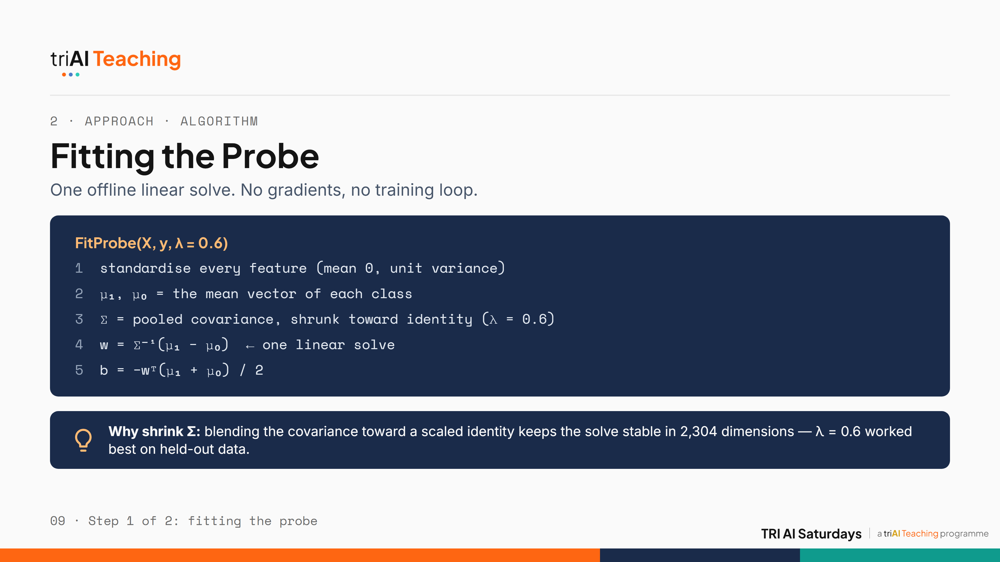 triAI Teaching
2 · APPROACH · ALGORITHM
Fitting the Probe
One offline linear solve. No gradients, no training loop.
FitProbe(X, y, λ = 0.6)
1 standardise every feature (mean 0, unit variance)
2 μ₁, μ₀ = the mean vector of each class
3 Σ = pooled covariance, shrunk toward identity (λ = 0.6)
4 w = Σ⁻¹(μ₁ − μ₀) ← one linear solve
5 b = −wᵀ(μ₁ + μ₀) / 2
Why shrink Σ: blending the covariance toward a scaled identity keeps the solve stable in 2,304 dimensions — λ = 0.6 worked
best on held-out data.
09 · Step 1 of 2: fitting the probe
TRI AI Saturdays | a triAI Teaching programme